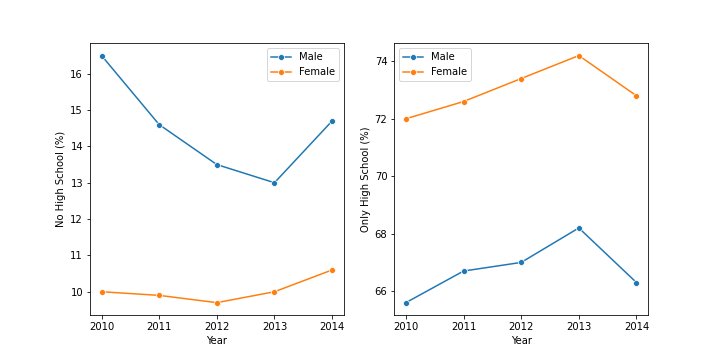 No High School (%)
16
15
14
13
12
11
10
2010 2011 2012 2013 2014
Year
Male
Female
Only High School (%)
74
72
70
68
66
2010 2011 2012 2013 2014
Year
Male
Female